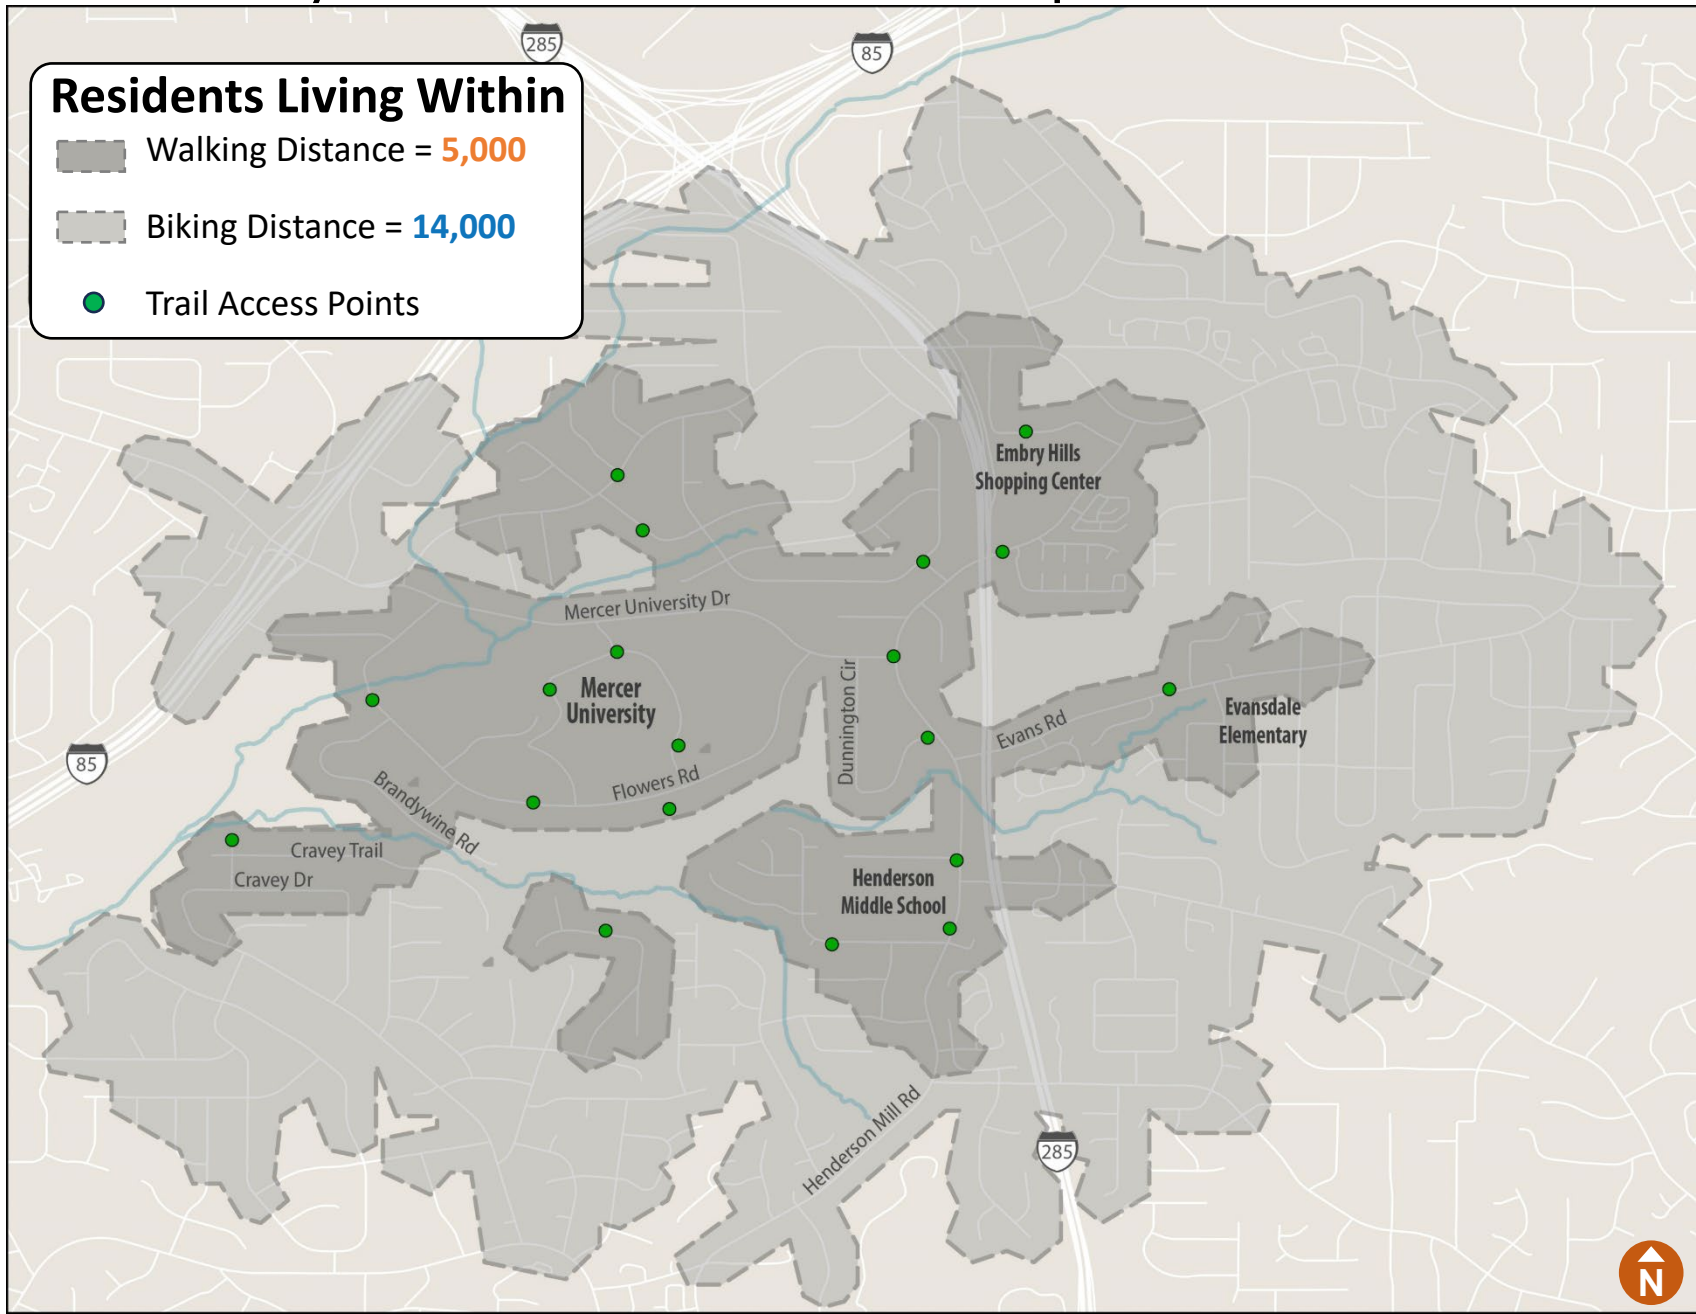 285
85
Residents Living Within
Walking Distance = 5,000
Biking Distance = 14,000
Trail Access Points
Embry Hills
Shopping Center
Mercer University Dr
Mercer
University
Dunnington Cir
Evans Rd
Evansdale
Elementary
85
Flowers Rd
Brandywine Rd
Cravey Trail
Cravey Dr
Henderson
Middle School
Henderson Mill Rd
285
N